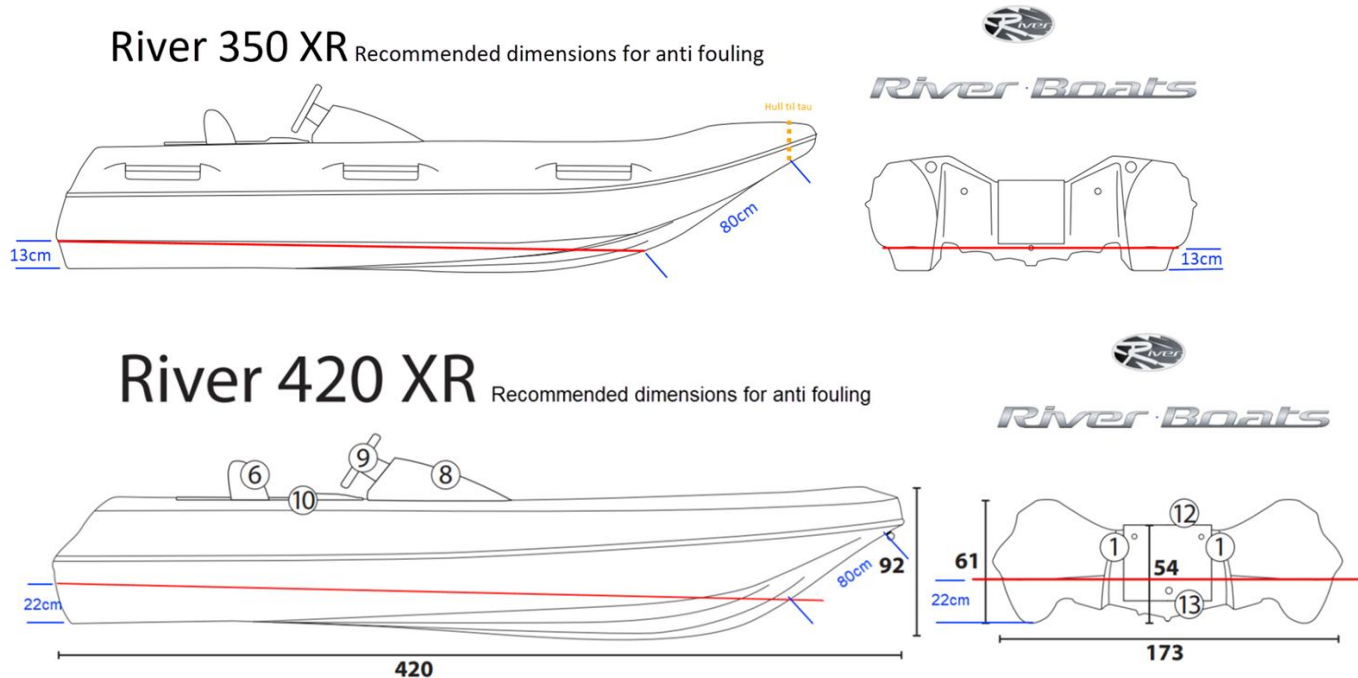 River
River 350 XR Recommended dimensions for anti fouling
River Boats
Hull til tau
80cm
13cm
13cm
River
River 420 XR Recommended dimensions for anti fouling
River Boats
9
6
8
10
12
1
1
61
54
92
80cm
22cm
22cm
13
173
420